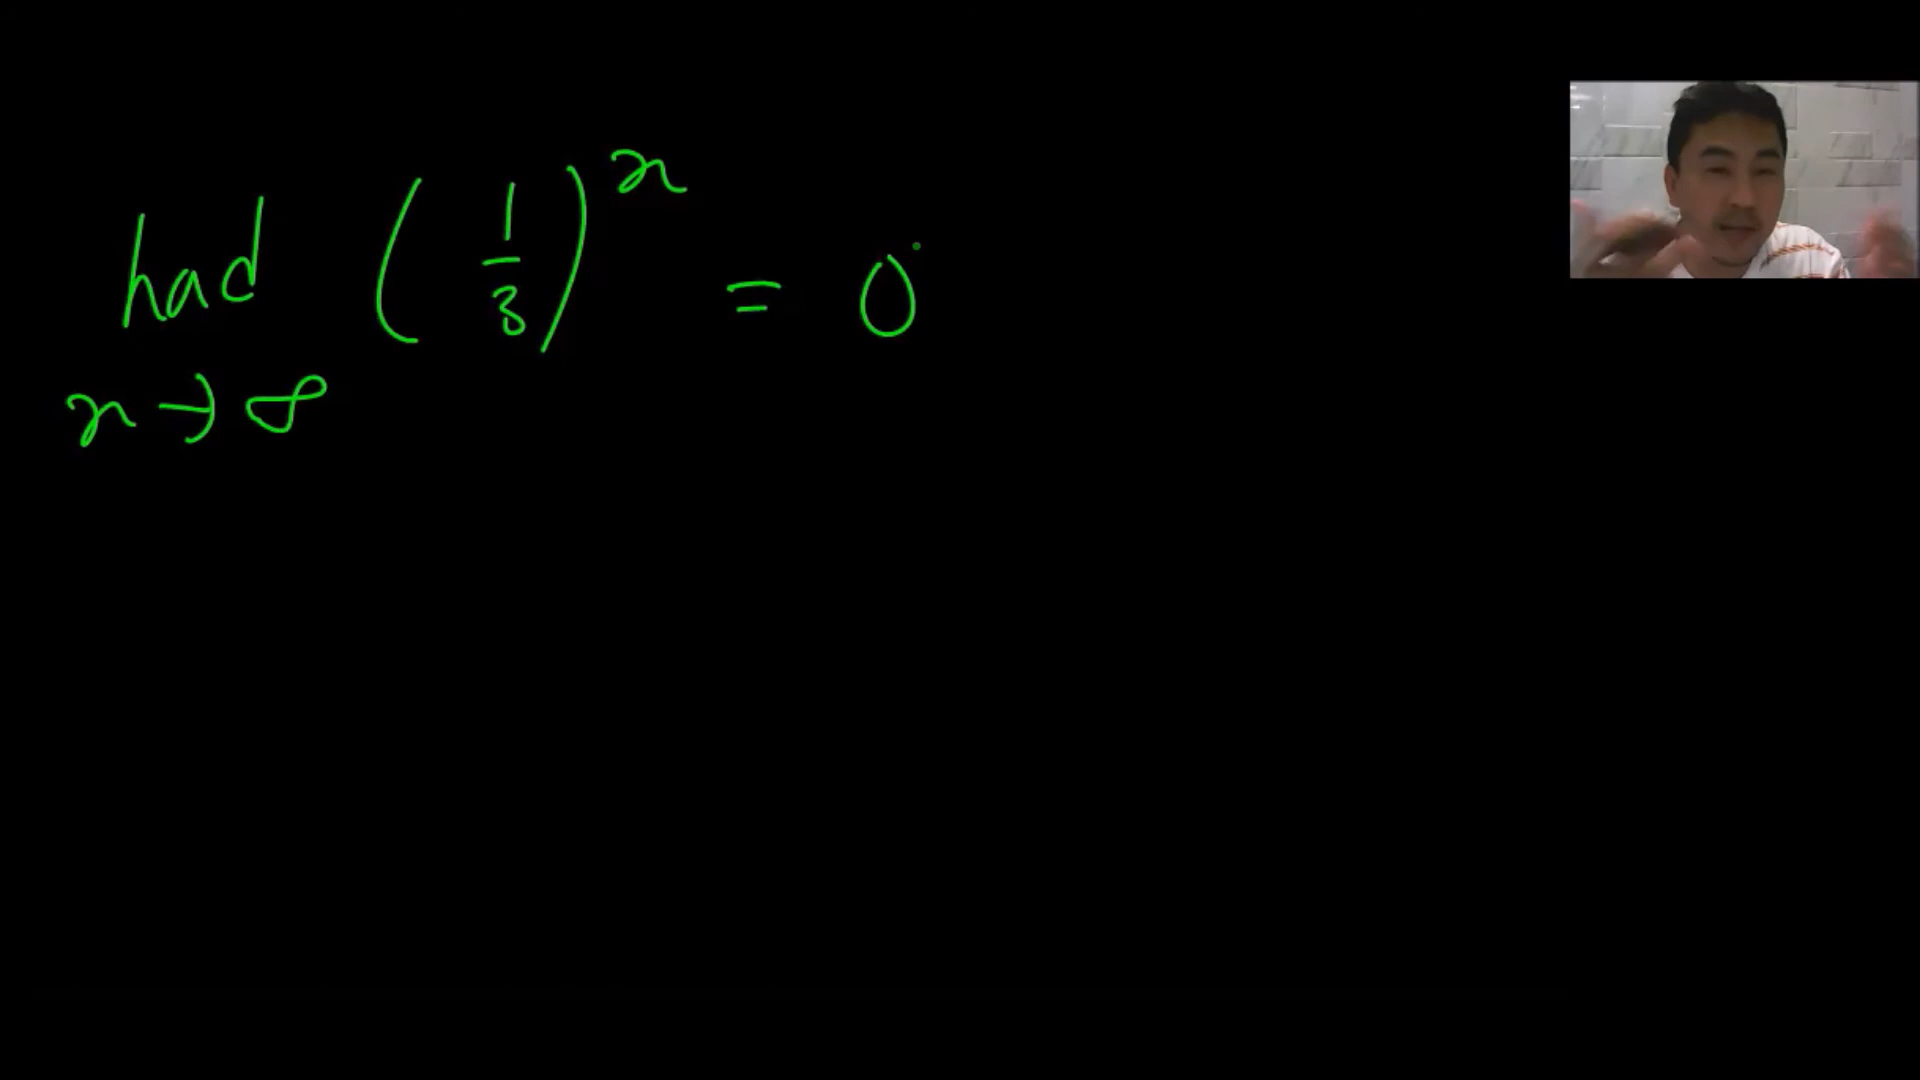 had (1/3)^x = 0
x → ∞